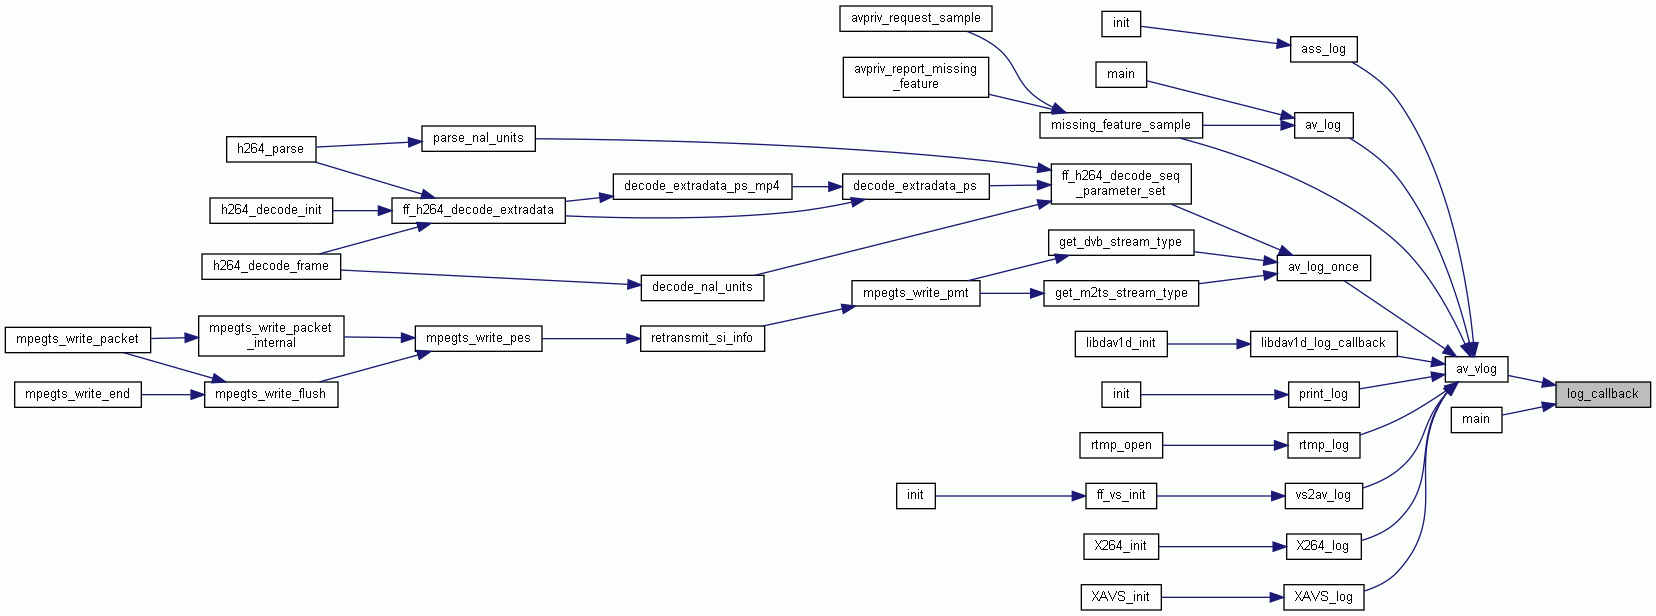 avpriv_request_sample
init
ass_log
avpriv_report_missing
_feature
main
missing_feature_sample
av_log
parse_nal_units
h264_parse
decode_extradata_ps_mp4
decode_extradata_ps
ff_h264_decode_seq
_parameter_set
h264_decode_init
ff_h264_decode_extradata
get_dvb_stream_type
h264_decode_frame
av_log_once
decode_nal_units
mpegts_write_pmt
get_m2ts_stream_type
mpegts_write_packet
mpegts_write_packet
_internal
mpegts_write_pes
retransmit_si_info
libdav1d_init
libdav1d_log_callback
av_vlog
mpegts_write_end
mpegts_write_flush
init
print_log
log_callback
main
rtmp_open
rtmp_log
init
ff_vs_init
vs2av_log
X264_init
X264_log
XAVS_init
XAVS_log